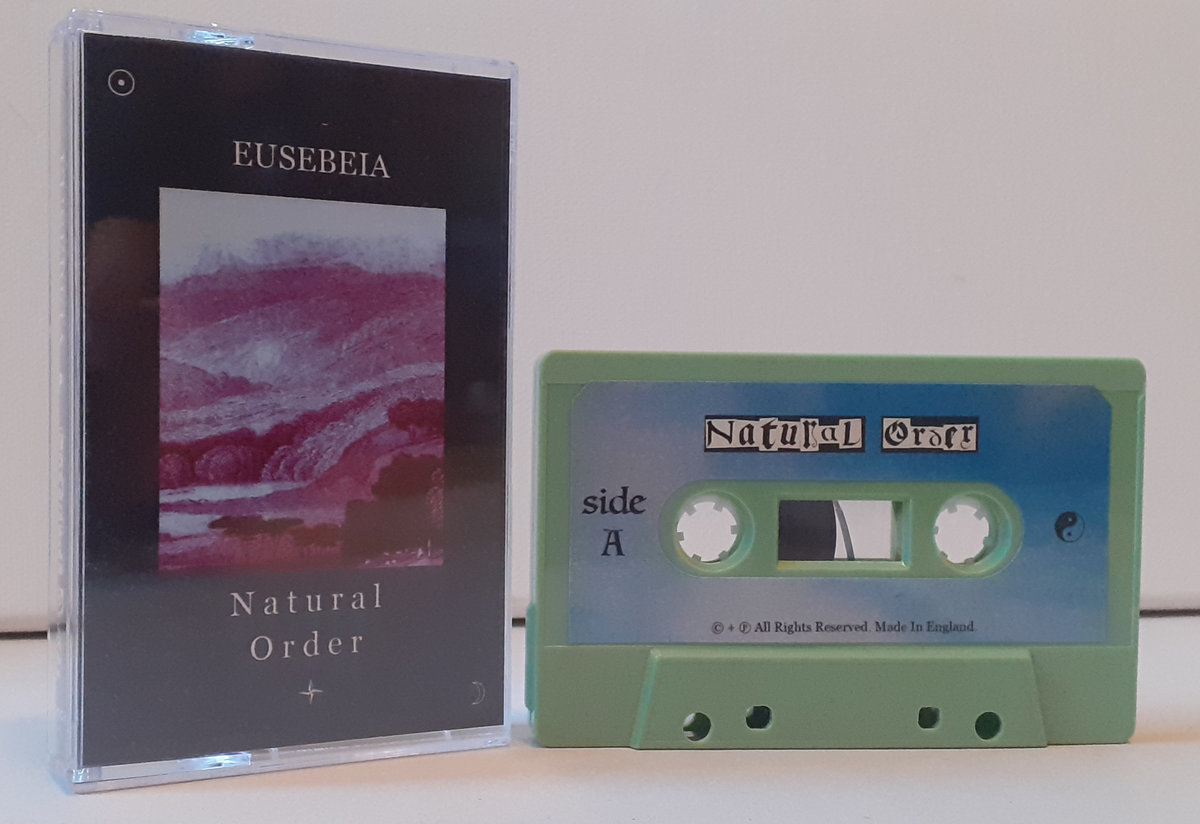 EUSEBEIA
Natural
Order
Natural Order
side
A
© + ℗ All Rights Reserved. Made In England.